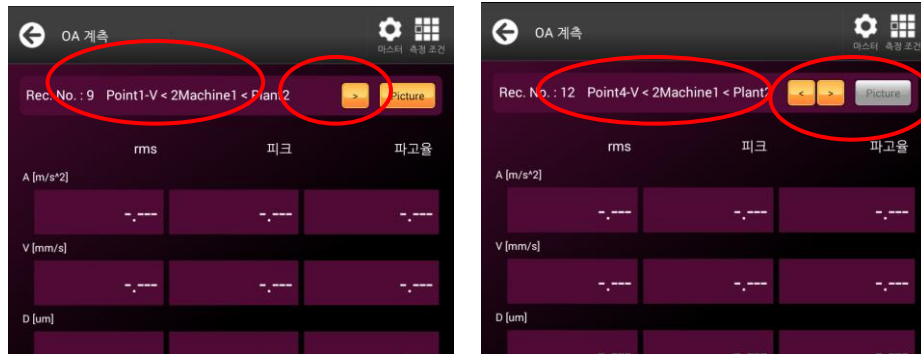 OA 계측
마스터 측정 조건
Rec. No. : 9 Point1-V < 2Machine1 < Plant2 > Picture
rms 피크 파고율
A [m/s^2]
-.--- -.--- -.---
V [mm/s]
-.--- -.--- -.---
D [um]
OA 계측
마스터 측정 조건
Rec. No. : 12 Point4-V < 2Machine1 < Plant2 < > Picture
rms 피크 파고율
A [m/s^2]
-.--- -.--- -.---
V [mm/s]
-.--- -.--- -.---
D [um]